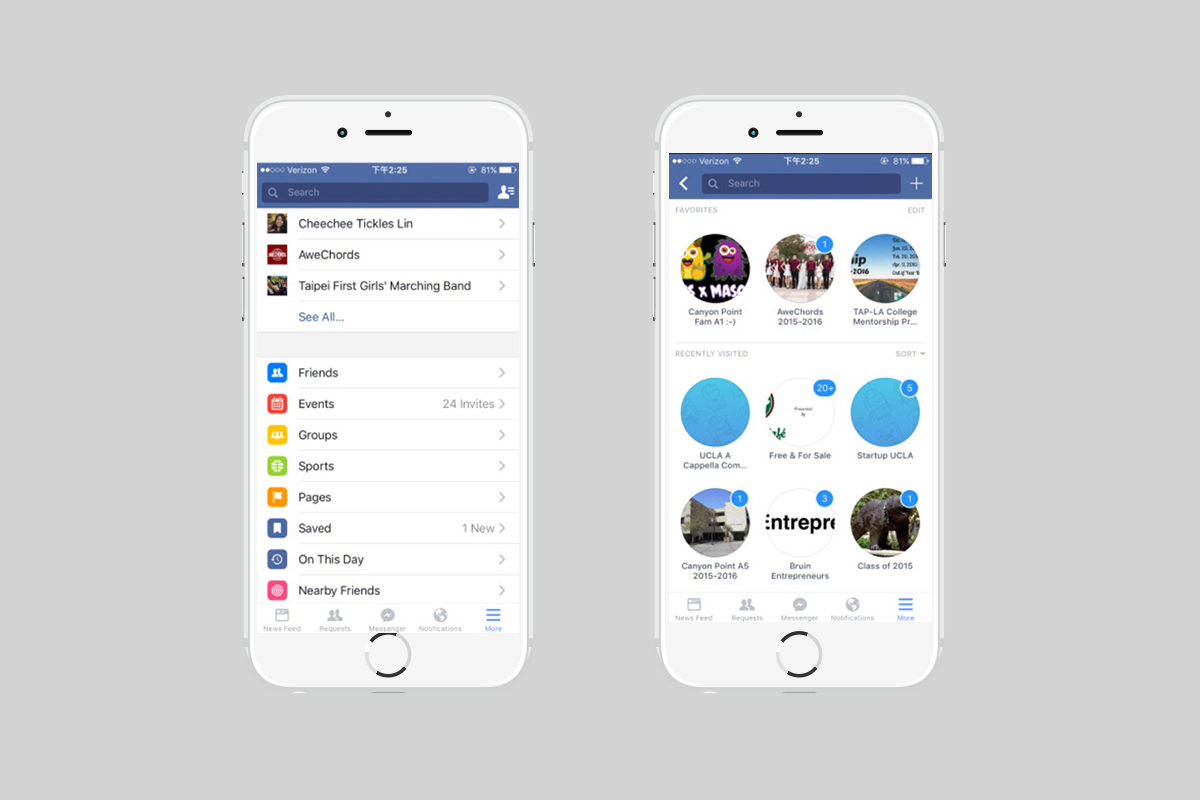 Verizon
下午2:25
81%
Search
Cheechee Tickles Lin
AweChords
Taipei First Girls' Marching Band
See All...
Friends
Events
24 Invites
Groups
Sports
Pages
Saved
1 New
On This Day
Nearby Friends
News Feed
Requests
Messenger
Notifications
More
Verizon
下午2:25
81%
Search
FAVORITES
EDIT
1
Canyon Point
Fam A1 :-)
AweChords
2015-2016
TAP-LA College
Mentorship Pr...
RECENTLY VISITED
SORT
20+
Presented
By
5
UCLA A
Cappella Com...
Free & For Sale
Startup UCLA
1
3
Entrepre
1
Canyon Point A5
2015-2016
Bruin
Entrepreneurs
Class of 2015
News Feed
Requests
Messenger
Notifications
More